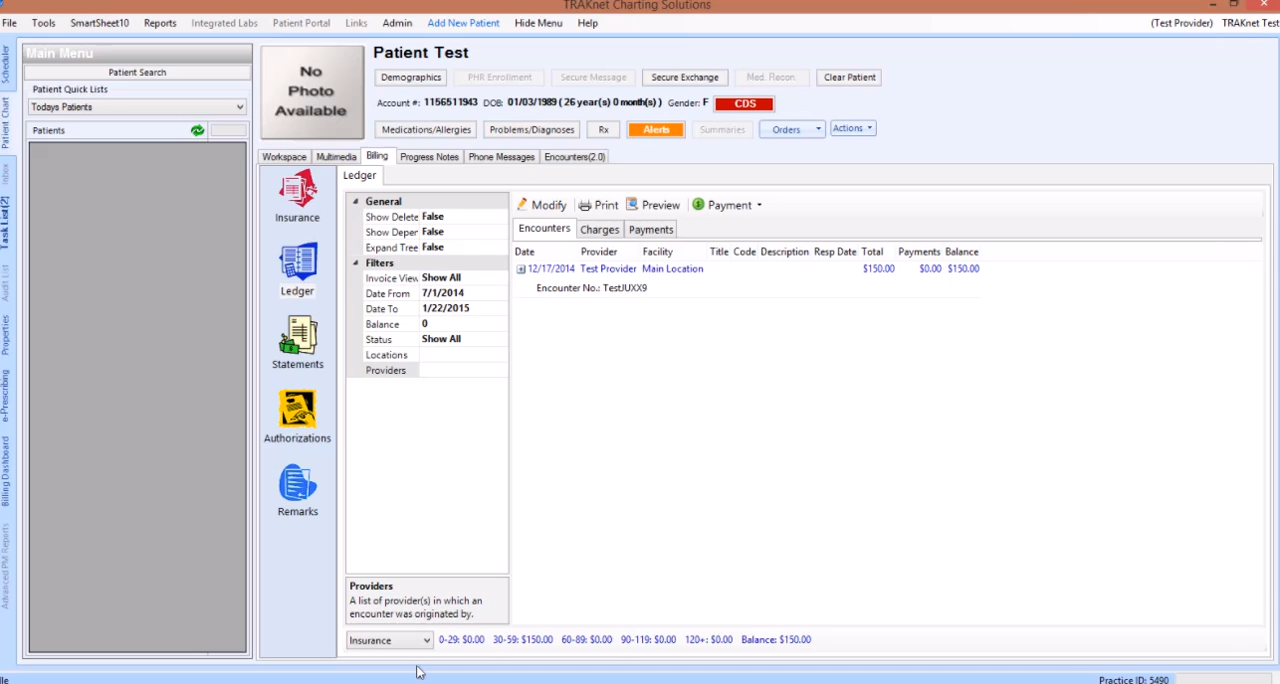 TRAKnet Charting Solutions
File Tools SmartSheet10 Reports Integrated Labs Patient Portal Links Admin Add New Patient Hide Menu Help (Test Provider) TRAKnet Test
Scheduler
Patient Chart
Inbox
Task List(2)
Audit List
Properties
e-Prescribing
Billing Dashboard
Advanced PM Reports
Main Menu
Patient Search
Patient Quick Lists
Todays Patients
Patients
No
Photo
Available
Patient Test
Demographics PHR Enrollment Secure Message Secure Exchange Med. Recon. Clear Patient
Account #: 1156511943 DOB: 01/03/1989 ( 26 year(s) 0 month(s) ) Gender: F CDS
Medications/Allergies Problems/Diagnoses Rx Alerts Summaries Orders Actions
Workspace Multimedia Billing Progress Notes Phone Messages Encounters(2.0)
Insurance
Ledger
Statements
Authorizations
Remarks
Ledger
General
Show Delete False
Show Deper False
Expand Tree False
Filters
Invoice View Show All
Date From 7/1/2014
Date To 1/22/2015
Balance 0
Status Show All
Locations
Providers
Providers
A list of provider(s) in which an
encounter was originated by.
Modify Print Preview Payment
Encounters Charges Payments
Date Provider Facility Title Code Description Resp Date Total Payments Balance
12/17/2014 Test Provider Main Location $150.00 $0.00 $150.00
Encounter No.: TestJUXX9
Insurance 0-29: $0.00 30-59: $150.00 60-89: $0.00 90-119: $0.00 120+: $0.00 Balance: $150.00
lle Practice ID: 5490